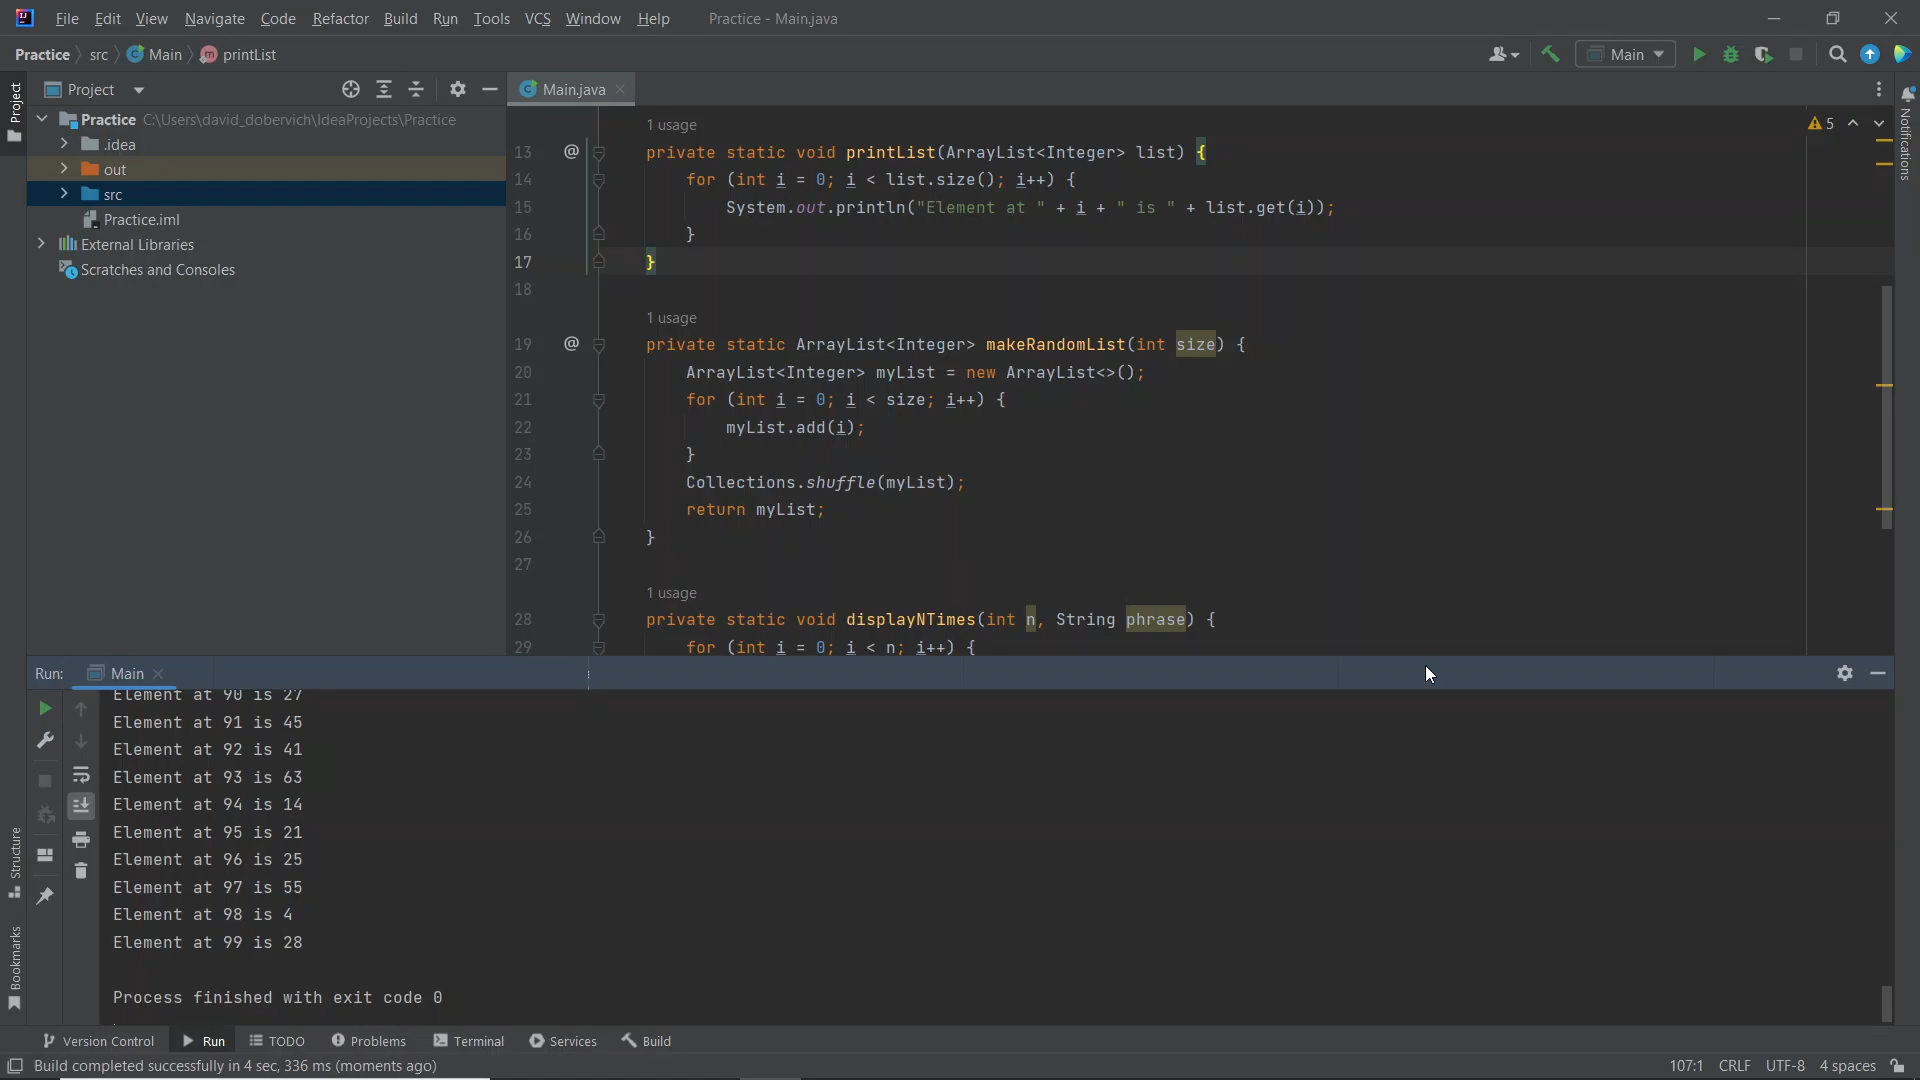 File Edit View Navigate Code Refactor Build Run Tools VCS Window Help Practice - Main.java
Practice src Main printList
Main
Project
Main.java
Project
Practice C:\Users\david_dobervich\IdeaProjects\Practice
.idea
out
src
Practice.iml
External Libraries
Scratches and Consoles
1 usage
5
13 @ private static void printList(ArrayList<Integer> list) {
14 for (int i = 0; i < list.size(); i++) {
15 System.out.println("Element at " + i + " is " + list.get(i));
16 }
17 }
18
1 usage
19 @ private static ArrayList<Integer> makeRandomList(int size) {
20 ArrayList<Integer> myList = new ArrayList<>();
21 for (int i = 0; i < size; i++) {
22 myList.add(i);
23 }
24 Collections.shuffle(myList);
25 return myList;
26 }
27
1 usage
28 private static void displayNTimes(int n, String phrase) {
29 for (int i = 0; i < n; i++) {
Notifications
Run: Main
Element at 90 is 27
Element at 91 is 45
Element at 92 is 41
Element at 93 is 63
Element at 94 is 14
Element at 95 is 21
Element at 96 is 25
Element at 97 is 55
Element at 98 is 4
Element at 99 is 28
Process finished with exit code 0
Structure
Bookmarks
Version Control Run TODO Problems Terminal Services Build
Build completed successfully in 4 sec, 336 ms (moments ago)
107:1 CRLF UTF-8 4 spaces